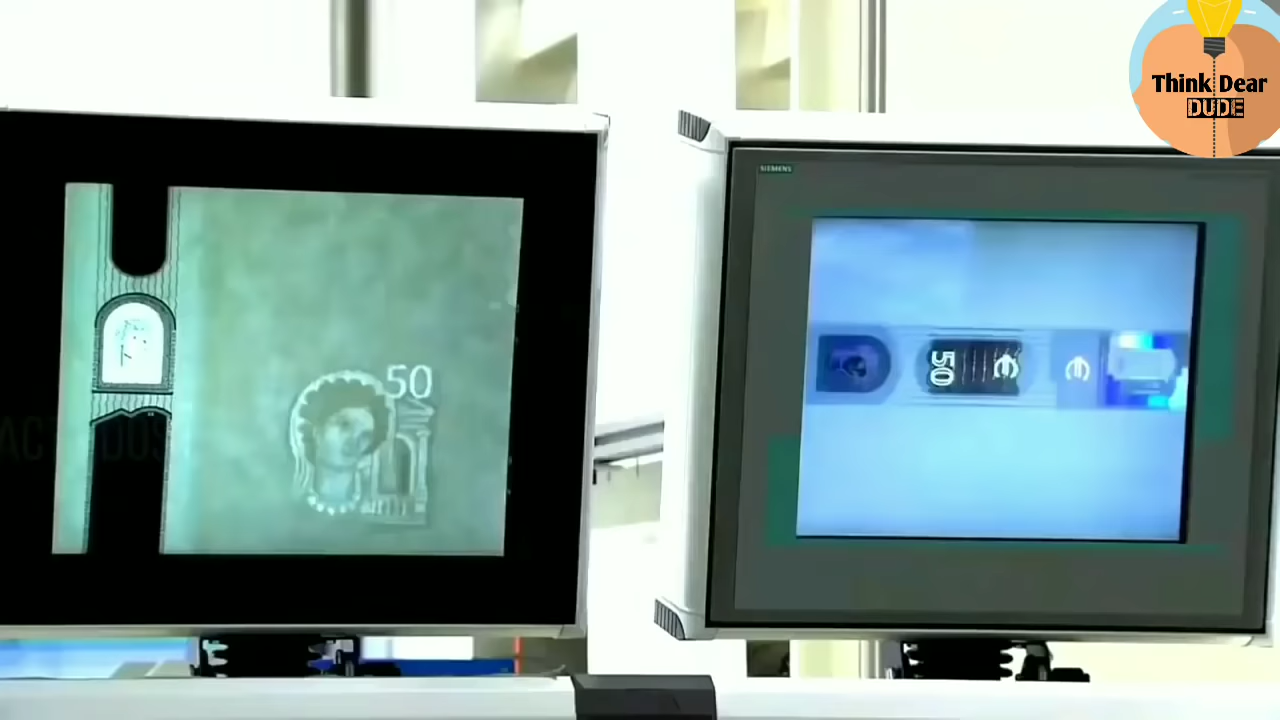 Think Dear
DUDE
SIEMENS
50
50 €
€